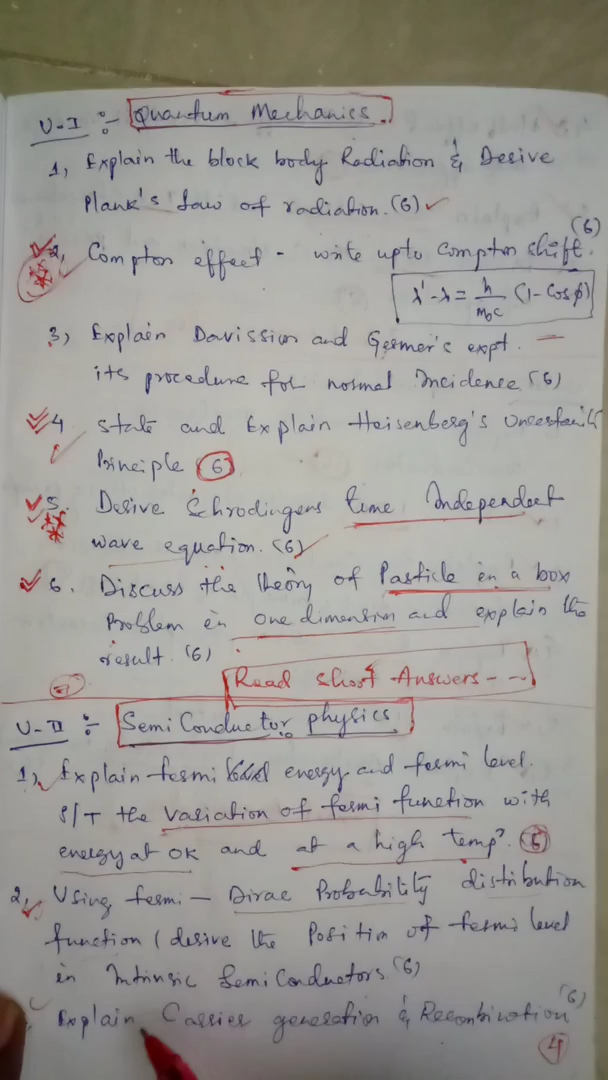 U-I :- Quantum Mechanics.
1, Explain the block body Radiation & Desive
Plank's Law of radiation. (6)
(6)
2, Compton effect - write upto compton shift.
λ'-λ = h/m₀c (1-Cosφ)
3, Explain Davission and Germer's expt.
its procedure for normal Incidence (6)
4 State and Explain Heisenberg's Uncertainity
Principle (6)
5. Derive Schrodingers time Independent
wave equation. (6)
6. Discuss the theory of Particle in a box
Problem in one dimension and explain the
result. (6)
Read Short Answers - -
U-II :- Semi Conductor physics
1, Explain fermi energy and fermi level.
S/T the variation of fermi function with
energy at 0K and at a high temp.
2, Using fermi - Dirac Probability distribution
function (desive the Position of fermi level
in Intrinsic Semi Conductors (6)
(6)
Explain Carrier generation & Recombination
4